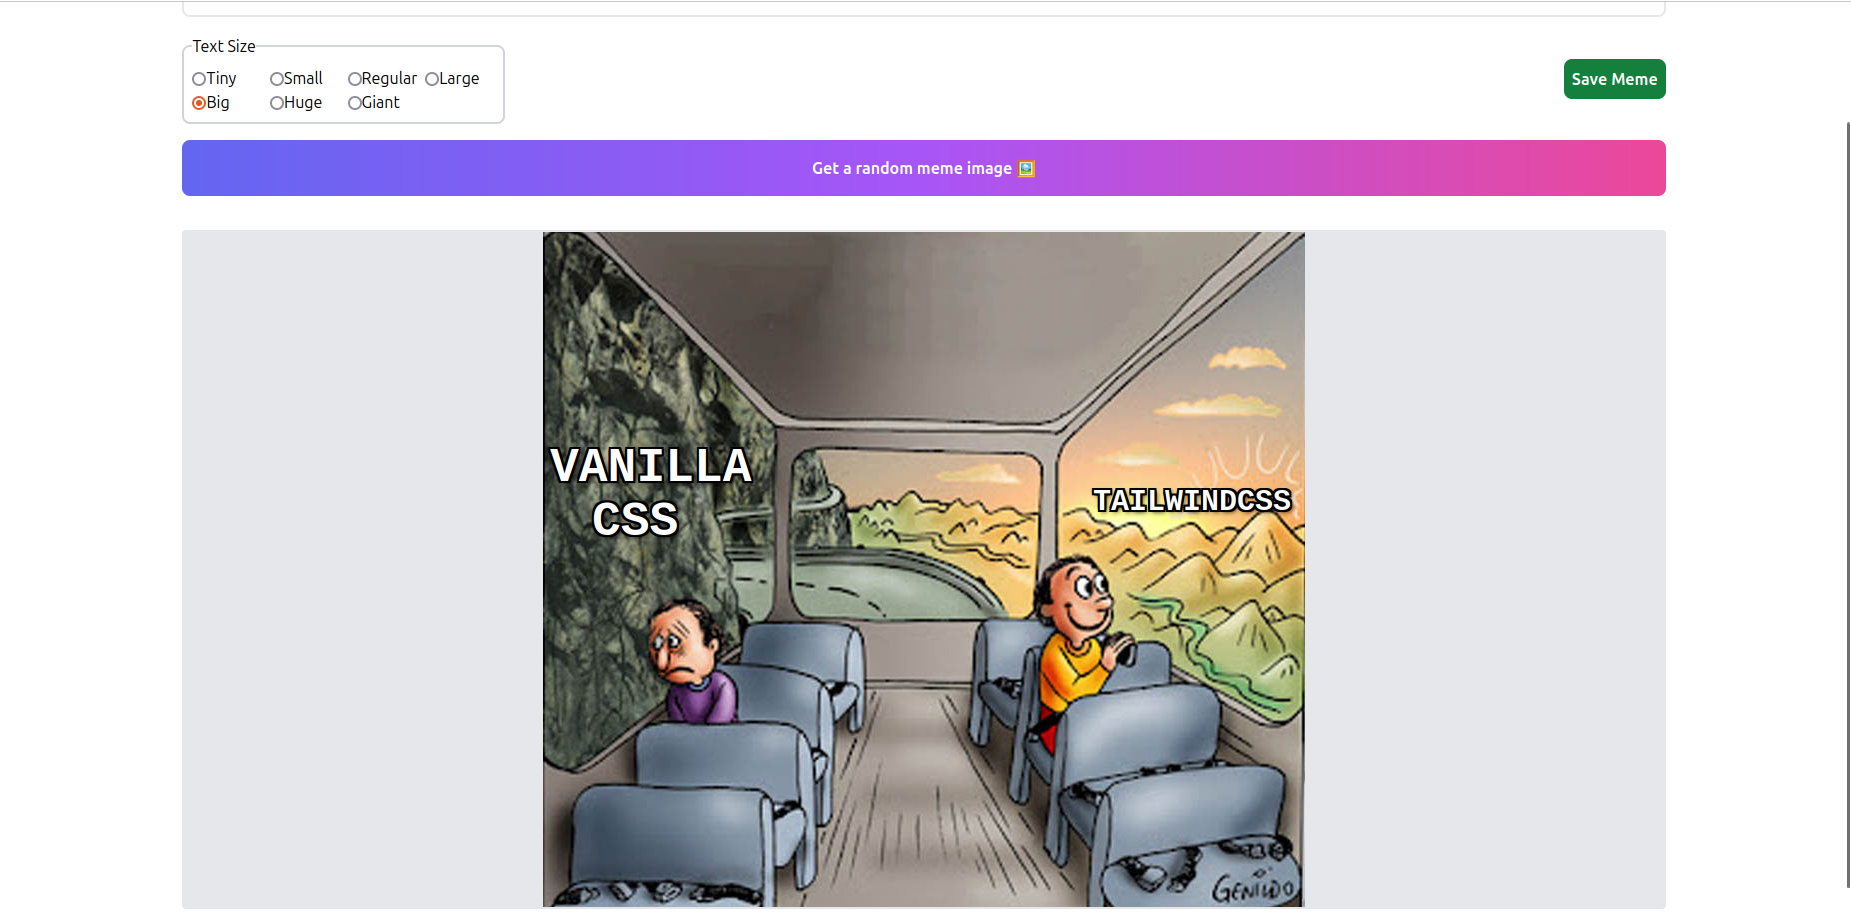 Text Size
Tiny Small Regular Large
Big Huge Giant
Save Meme
Get a random meme image
VANILLA
CSS
TAILWINDCSS
GENILDO